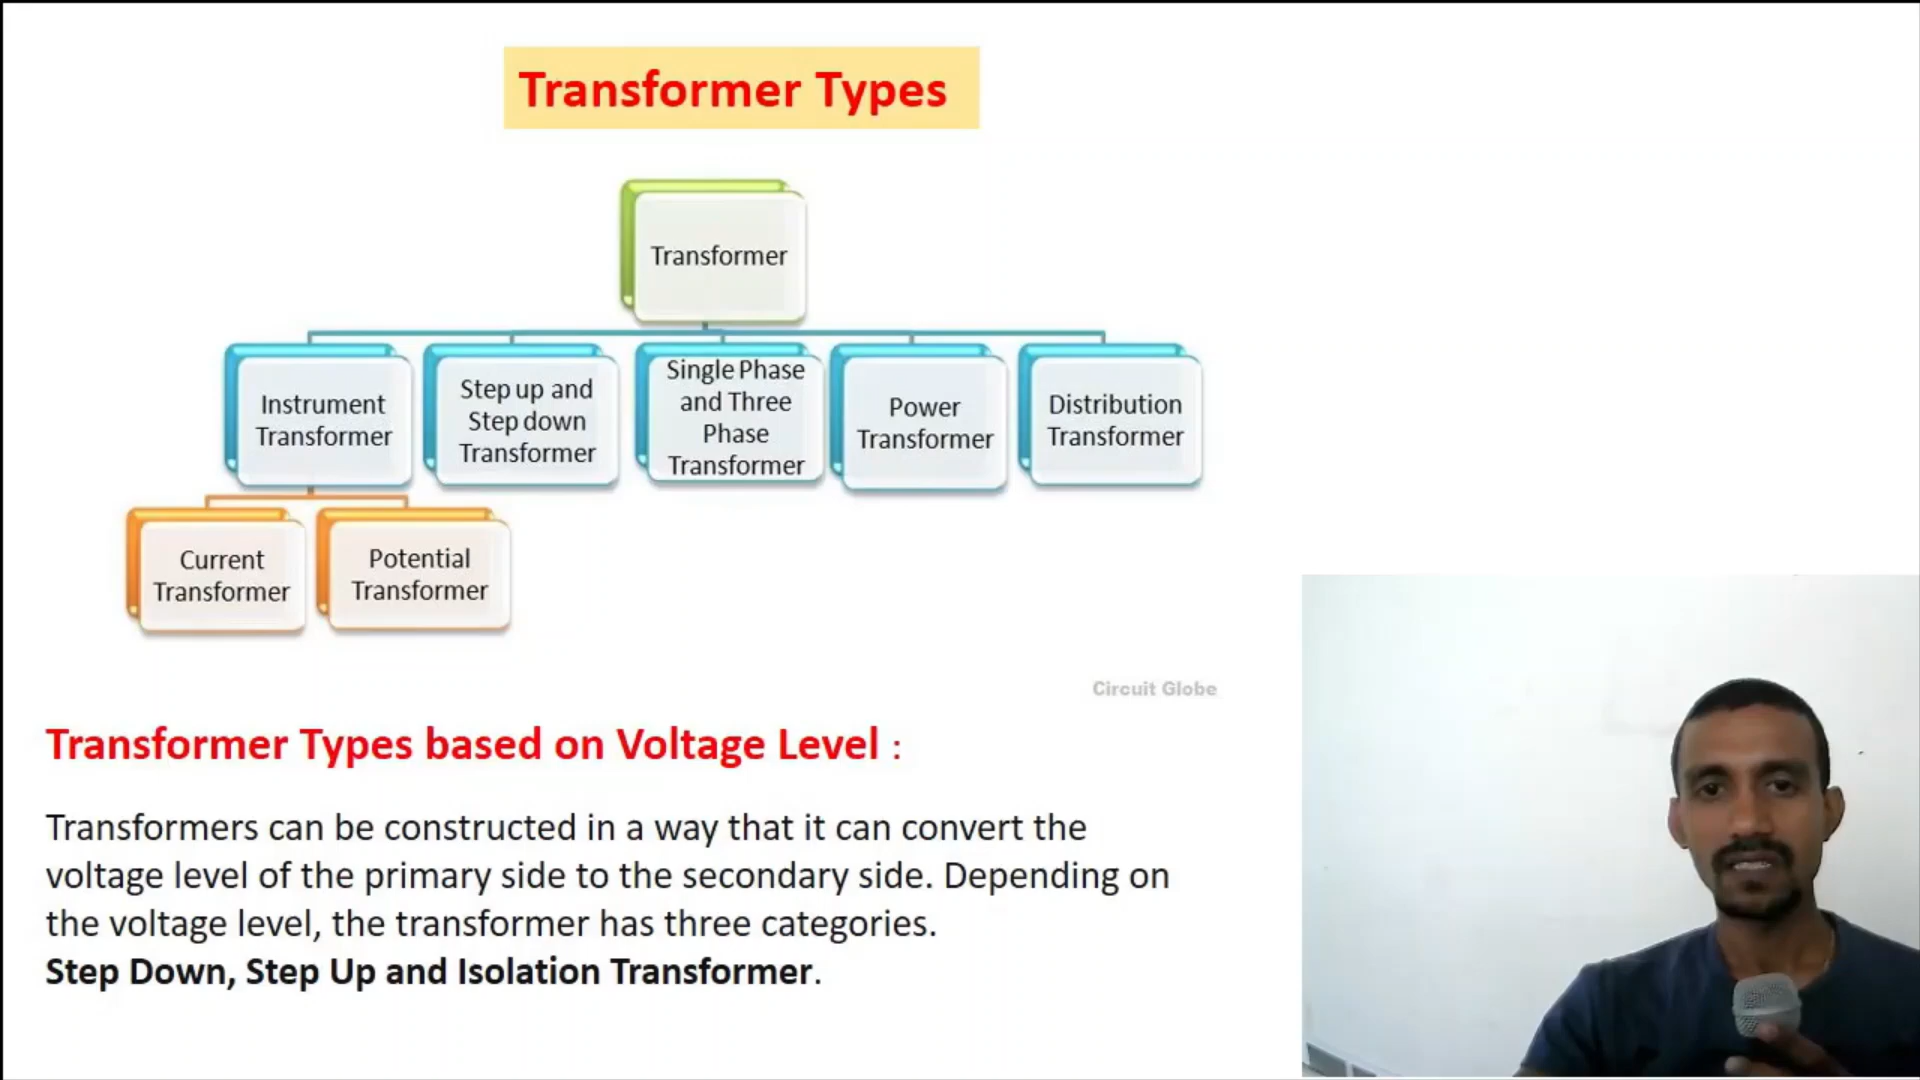 Transformer Types
Transformer
Instrument
Transformer
Step up and
Step down
Transformer
Single Phase
and Three
Phase
Transformer
Power
Transformer
Distribution
Transformer
Current
Transformer
Potential
Transformer
Circuit Globe
Transformer Types based on Voltage Level :
Transformers can be constructed in a way that it can convert the
voltage level of the primary side to the secondary side. Depending on
the voltage level, the transformer has three categories.
Step Down, Step Up and Isolation Transformer.